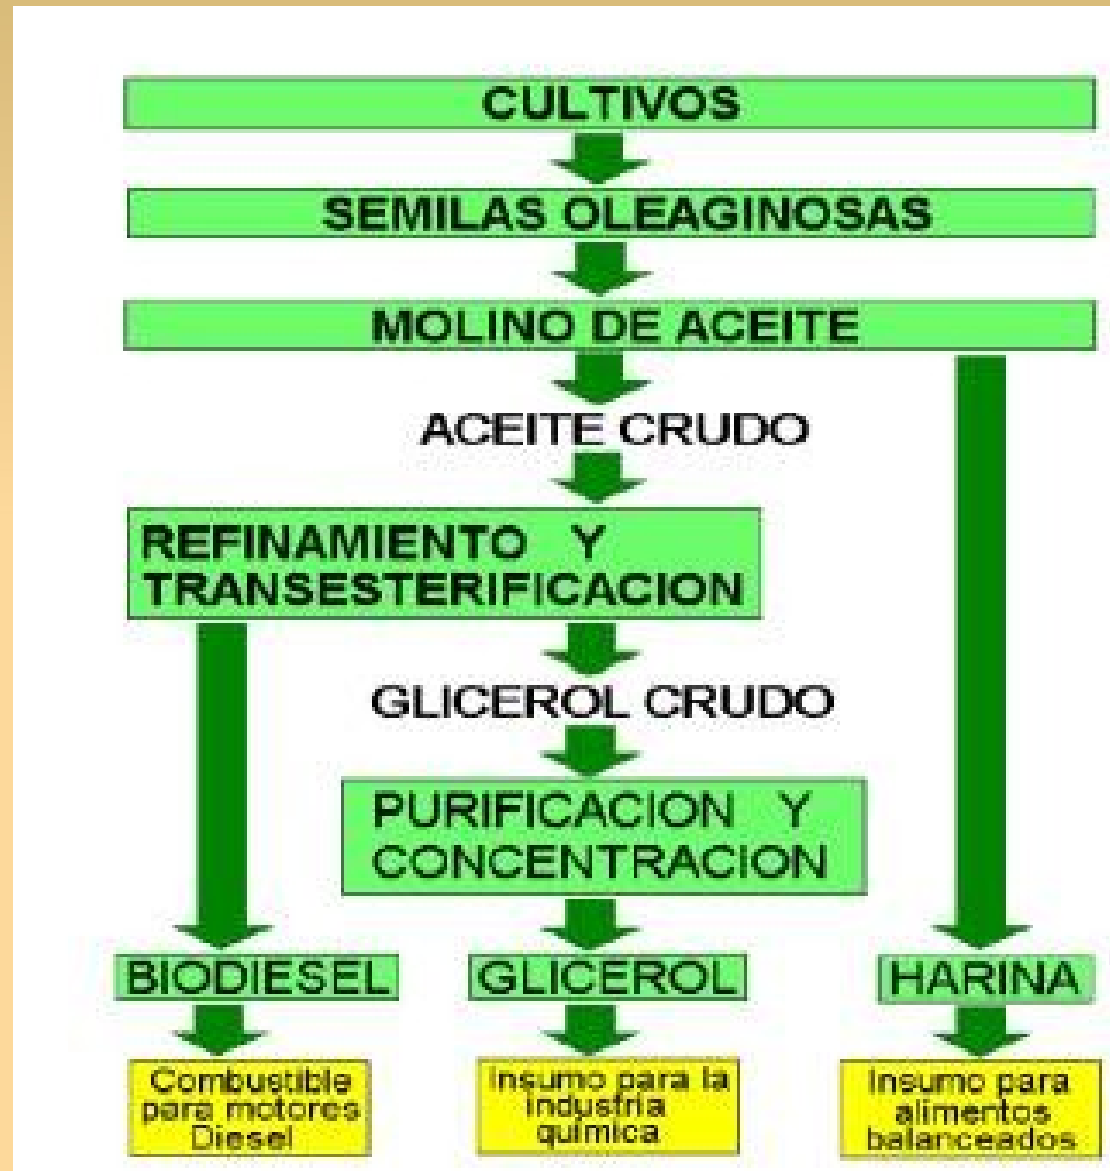 CULTIVOS
SEMILAS OLEAGINOSAS
MOLINO DE ACEITE
ACEITE CRUDO
REFINAMIENTO Y
TRANSESTERIFICACION
GLICEROL CRUDO
PURIFICACION Y
CONCENTRACION
BIODIESEL
GLICEROL
HARINA
Combustible
para motores
Diesel
Insumo para la
industria
química
Insumo para
alimentos
balanceados